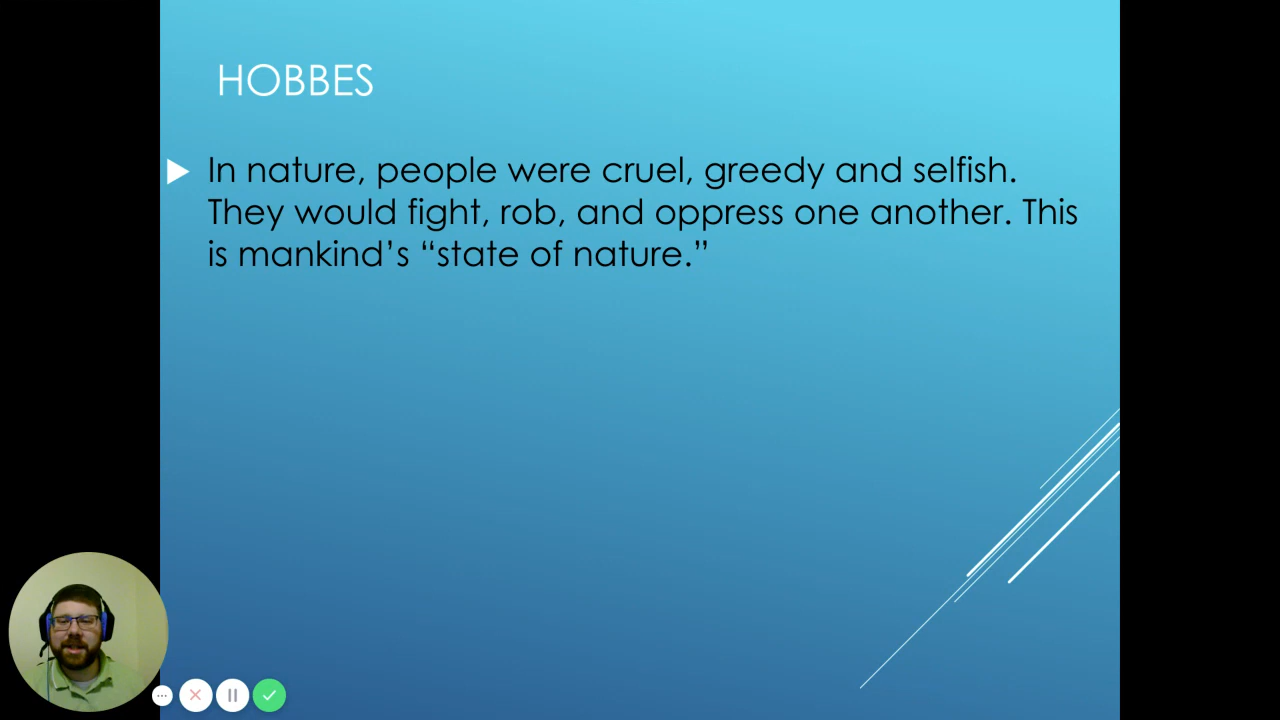 HOBBES
In nature, people were cruel, greedy and selfish.
They would fight, rob, and oppress one another. This
is mankind’s “state of nature.”